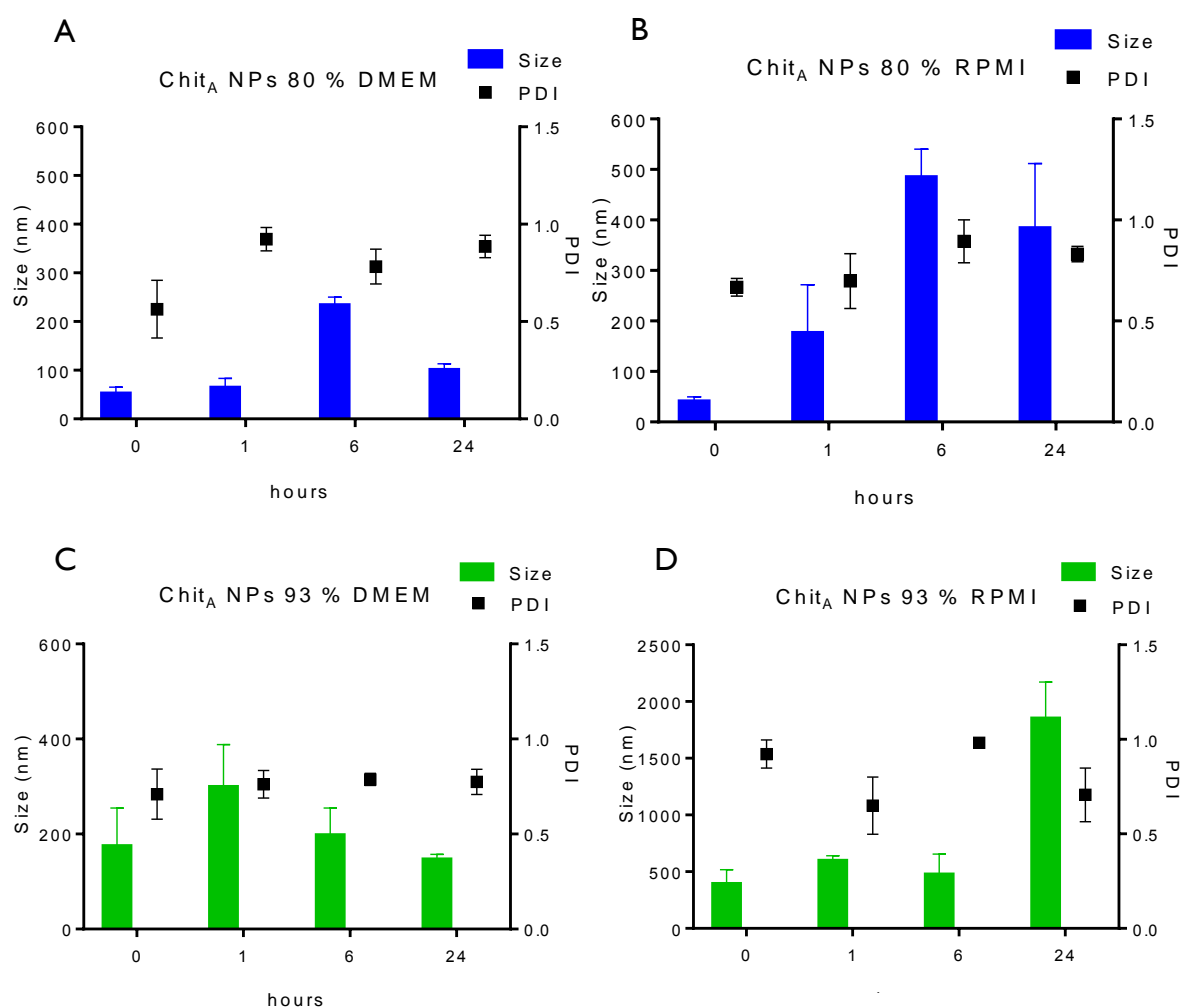 A
Chit_A NPs 80 % DMEM
Size
PDI
600
500
400
300
200
100
0
Size (nm)
1.5
1.0
0.5
0.0
PDI
0 1 6 24
hours
B
Chit_A NPs 80 % RPMI
Size
PDI
600
500
400
300
200
100
0
Size (nm)
1.5
1.0
0.5
0.0
PDI
0 1 6 24
hours
C
Chit_A NPs 93 % DMEM
Size
PDI
600
400
200
0
Size (nm)
1.5
1.0
0.5
0.0
PDI
0 1 6 24
hours
D
Chit_A NPs 93 % RPMI
Size
PDI
2500
2000
1500
1000
500
0
Size (nm)
1.5
1.0
0.5
0.0
PDI
0 1 6 24